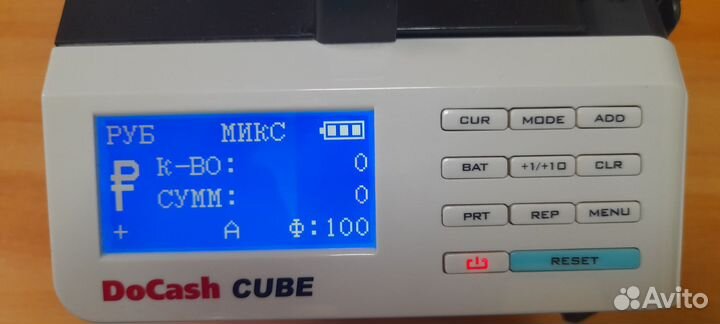 РУБ МИКС
К-ВО: 0
СУММ: 0
+ A Ф:100
CUR MODE ADD
BAT +1/+10 CLR
PRT REP MENU
RESET
DoCash CUBE
Avito